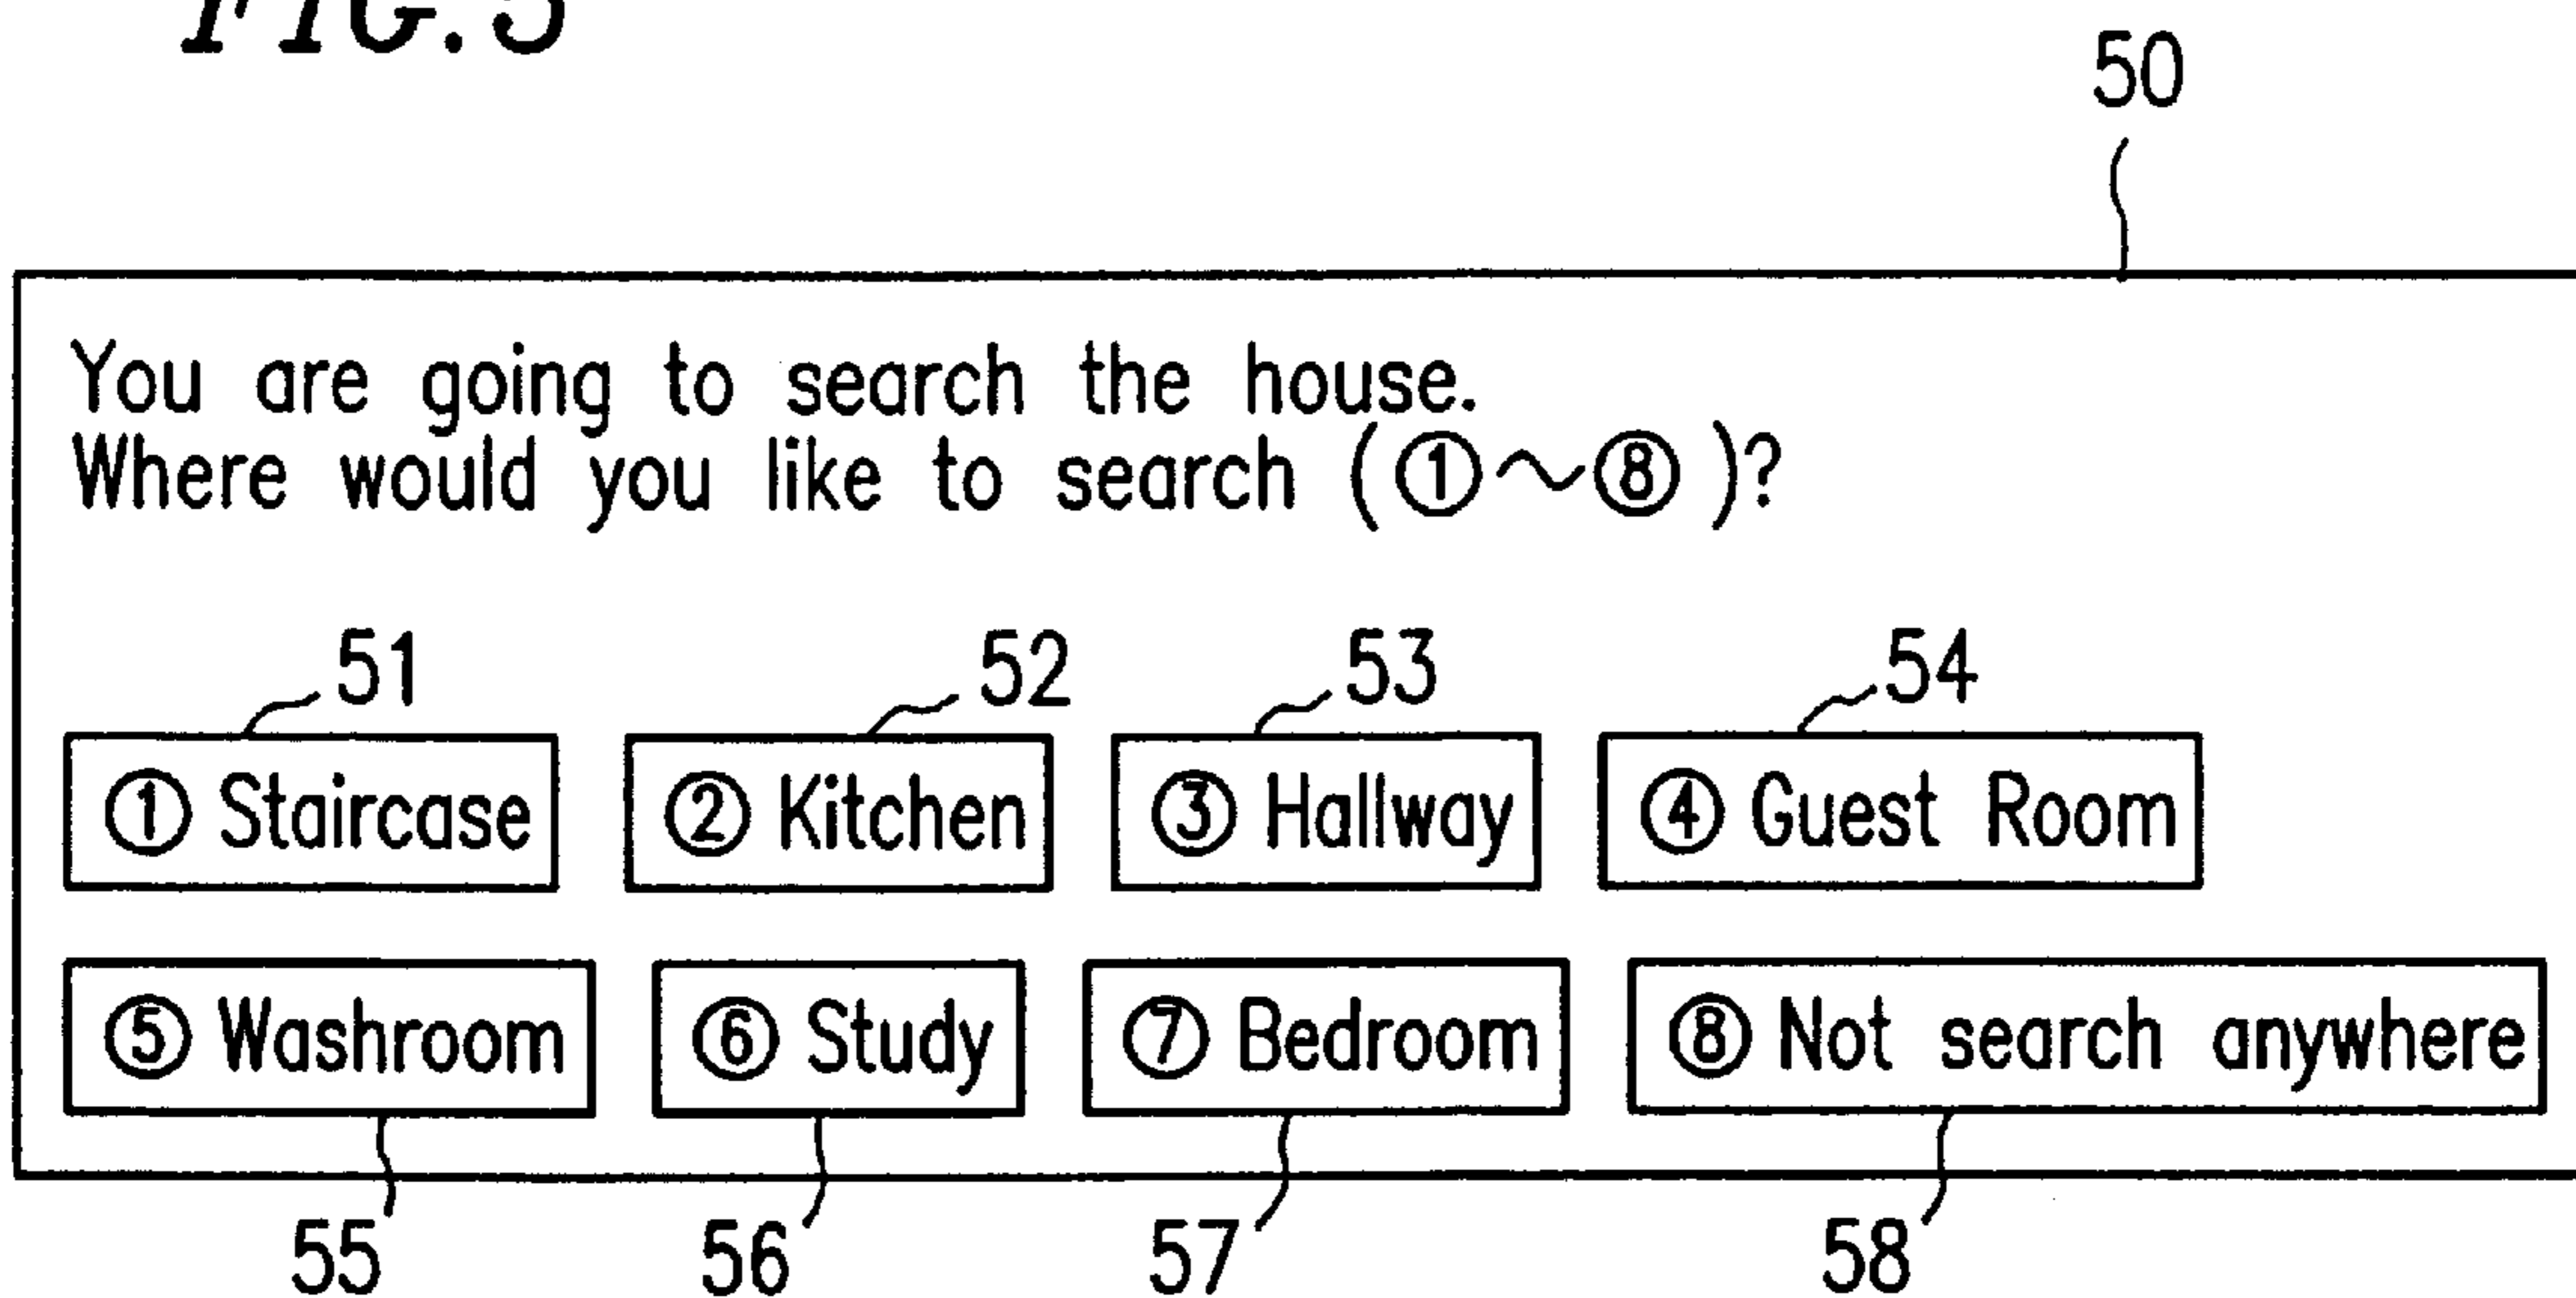 FIG. 5
50
You are going to search the house.
Where would you like to search (①~⑧)?
51 52 53 54
① Staircase ② Kitchen ③ Hallway ④ Guest Room
⑤ Washroom ⑥ Study ⑦ Bedroom ⑧ Not search anywhere
55 56 57 58